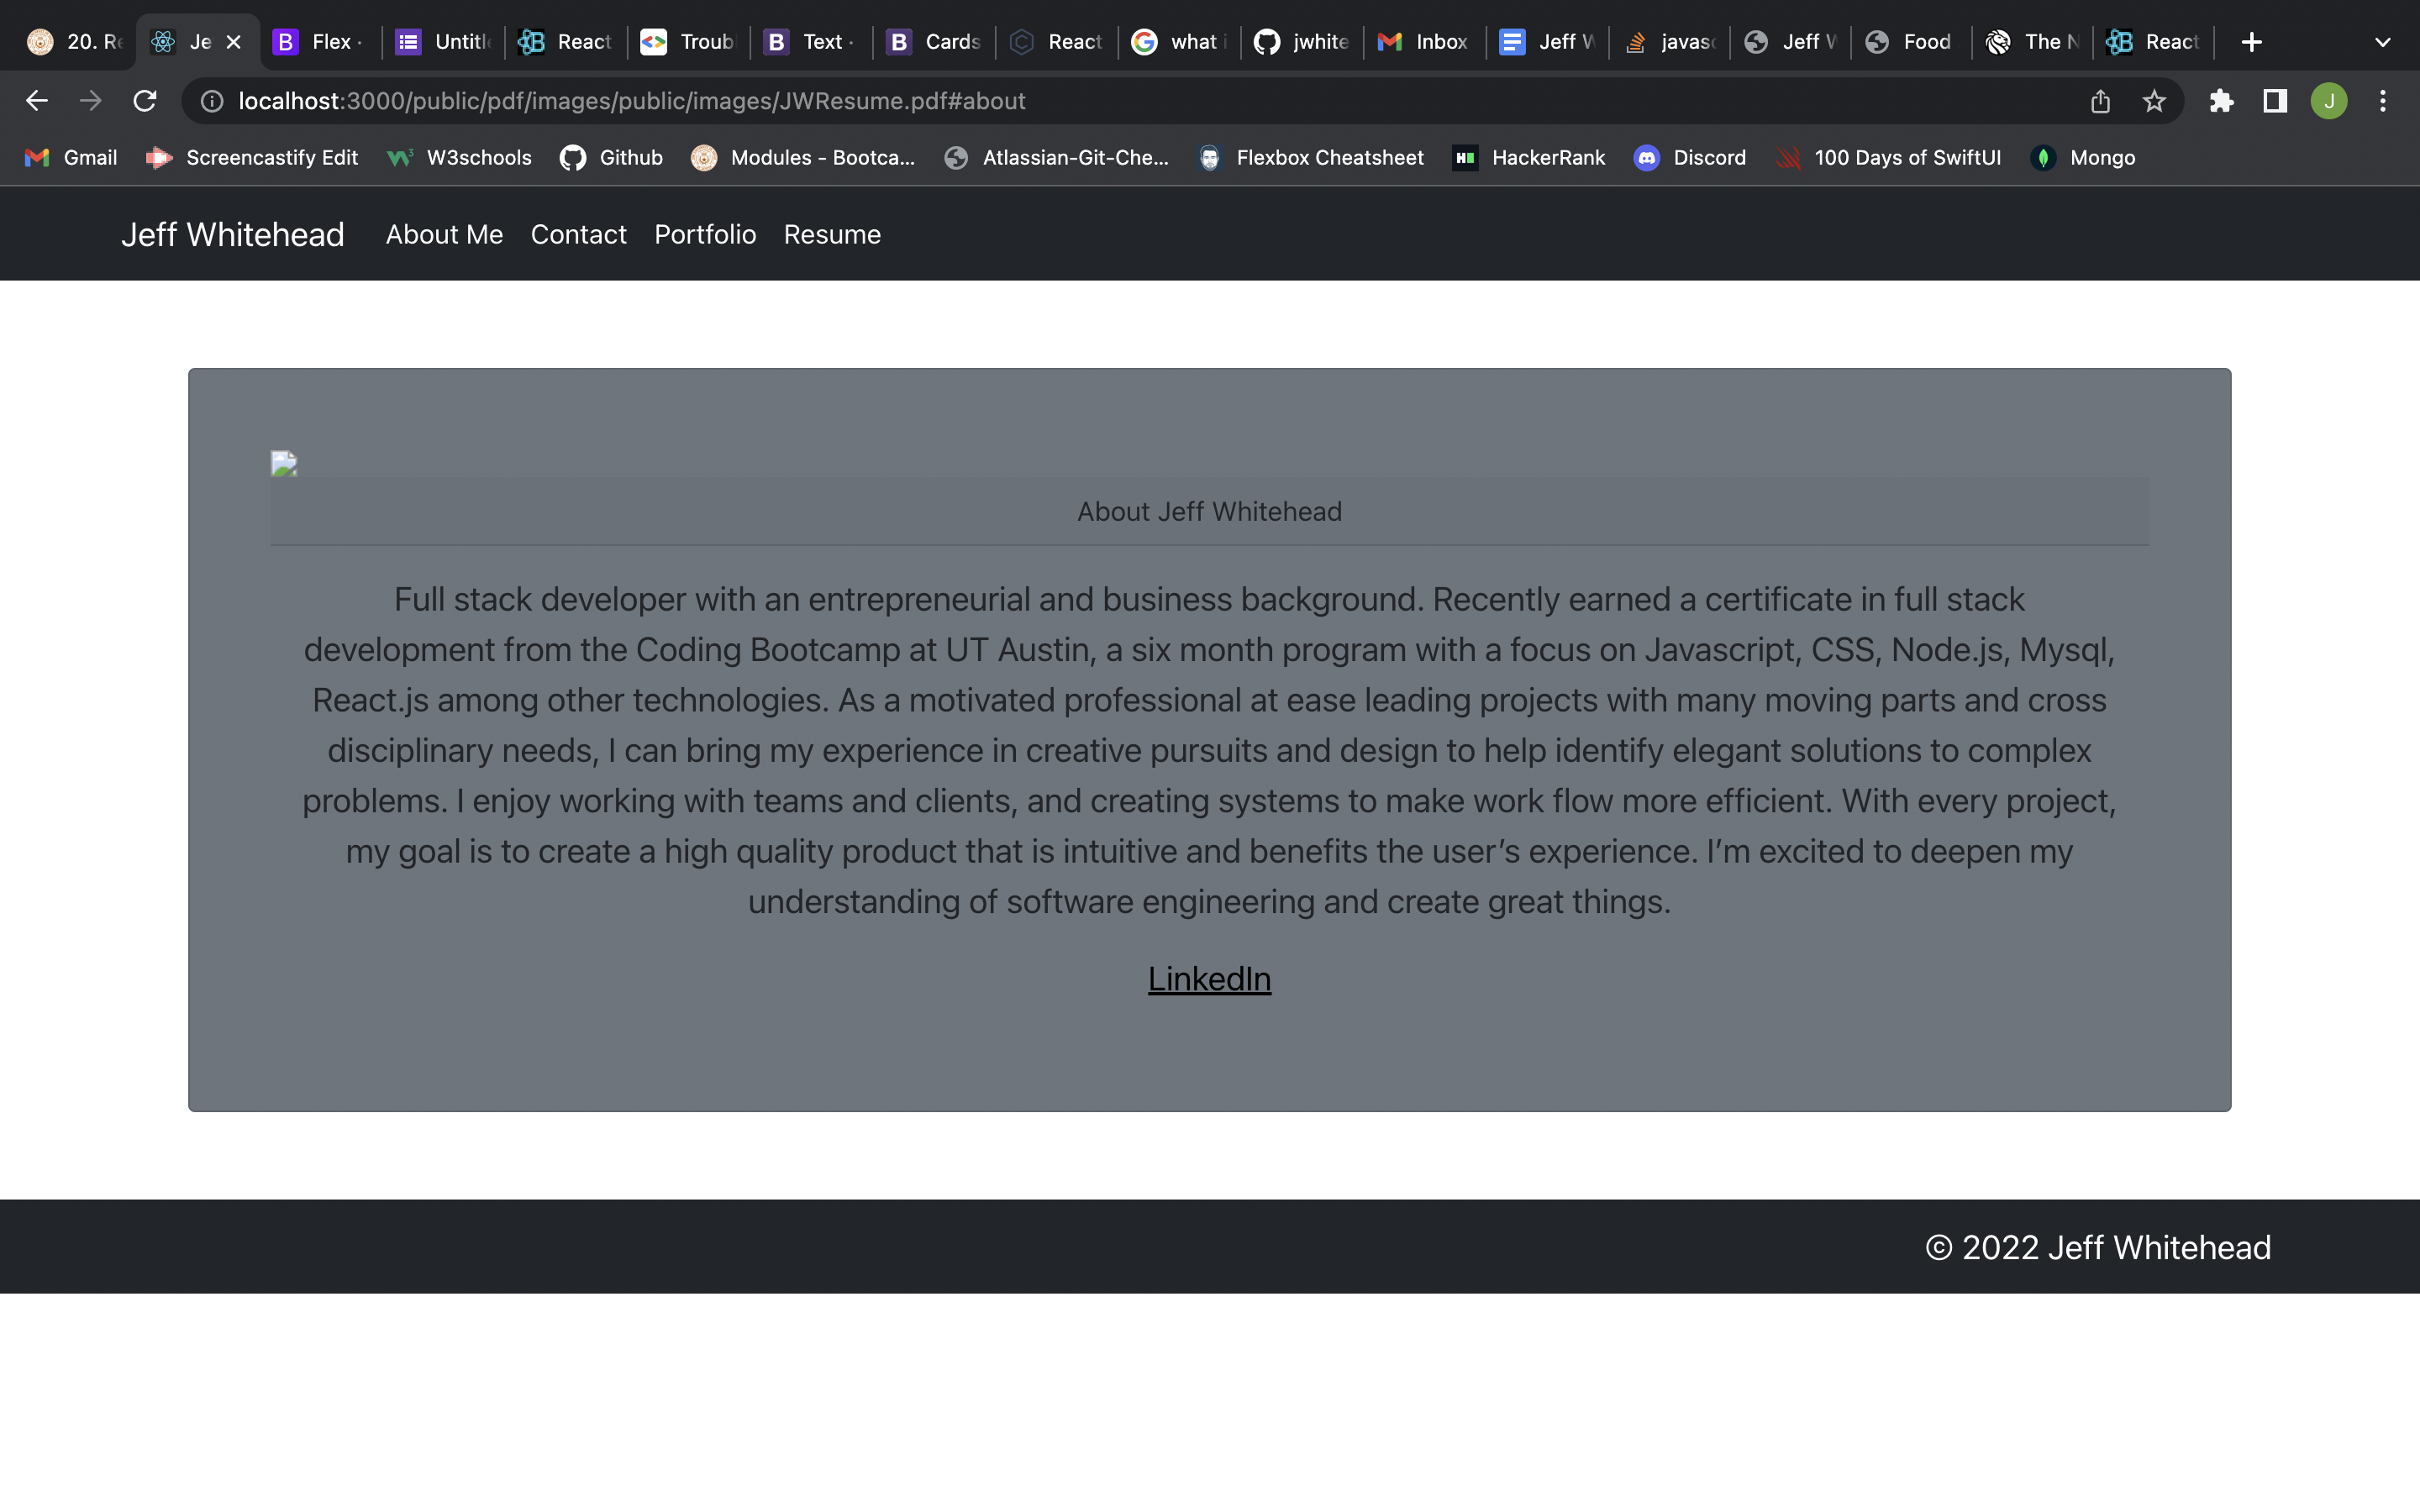 20. Re Je Flex · Untitle React Troub Text · Cards React what i jwhite Inbox Jeff W javasc Jeff W Food The N React
localhost:3000/public/pdf/images/public/images/JWResume.pdf#about J
Gmail Screencastify Edit W3schools Github Modules - Bootca... Atlassian-Git-Che... Flexbox Cheatsheet HackerRank Discord 100 Days of SwiftUI Mongo
Jeff Whitehead About Me Contact Portfolio Resume
About Jeff Whitehead
Full stack developer with an entrepreneurial and business background. Recently earned a certificate in full stack
development from the Coding Bootcamp at UT Austin, a six month program with a focus on Javascript, CSS, Node.js, Mysql,
React.js among other technologies. As a motivated professional at ease leading projects with many moving parts and cross
disciplinary needs, I can bring my experience in creative pursuits and design to help identify elegant solutions to complex
problems. I enjoy working with teams and clients, and creating systems to make work flow more efficient. With every project,
my goal is to create a high quality product that is intuitive and benefits the user’s experience. I’m excited to deepen my
understanding of software engineering and create great things.
LinkedIn
© 2022 Jeff Whitehead